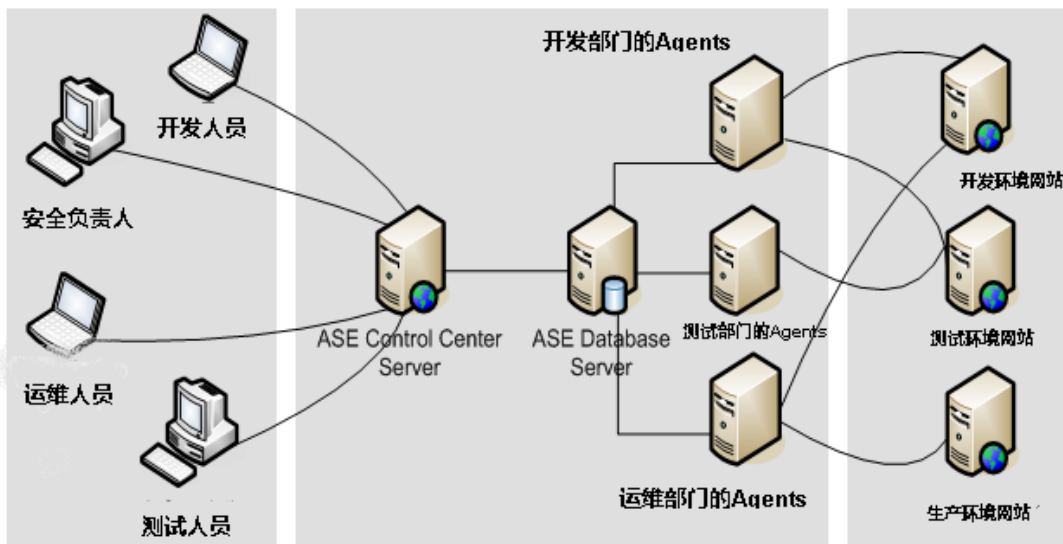 开发人员
安全负责人
运维人员
测试人员
开发部门的Agents
ASE Control Center
Server
ASE Database
Server
测试部门的Agents
运维部门的Agents
开发环境网站
测试环境网站
生产环境网站